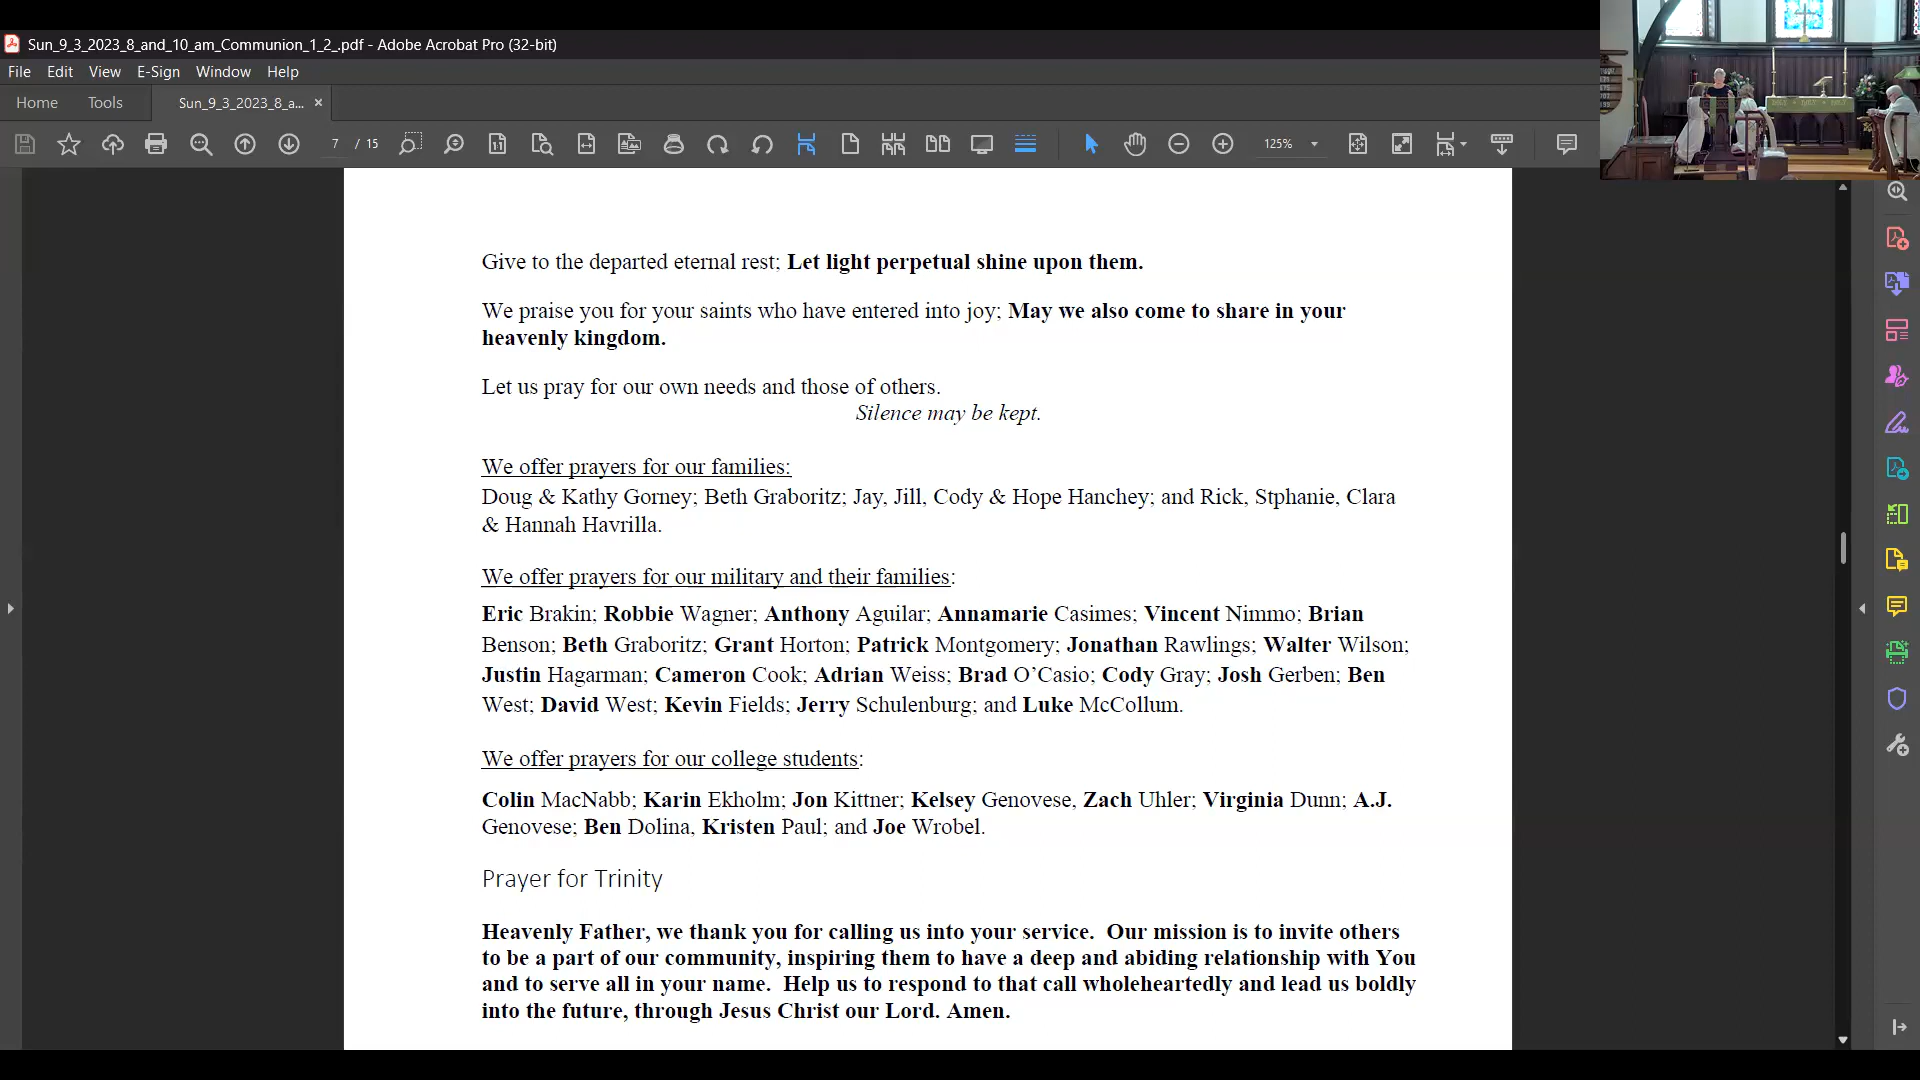 Sun_9_3_2023_8_and_10_am_Communion_1_2_.pdf - Adobe Acrobat Pro (32-bit)
File Edit View E-Sign Window Help
Home Tools Sun_9_3_2023_8_a... ×
7 / 15 125%
Give to the departed eternal rest; Let light perpetual shine upon them.
We praise you for your saints who have entered into joy; May we also come to share in your
heavenly kingdom.
Let us pray for our own needs and those of others.
Silence may be kept.
We offer prayers for our families:
Doug & Kathy Gorney; Beth Graboritz; Jay, Jill, Cody & Hope Hanchey; and Rick, Stphanie, Clara
& Hannah Havrilla.
We offer prayers for our military and their families:
Eric Brakin; Robbie Wagner; Anthony Aguilar; Annamarie Casimes; Vincent Nimmo; Brian
Benson; Beth Graboritz; Grant Horton; Patrick Montgomery; Jonathan Rawlings; Walter Wilson;
Justin Hagarman; Cameron Cook; Adrian Weiss; Brad O’Casio; Cody Gray; Josh Gerben; Ben
West; David West; Kevin Fields; Jerry Schulenburg; and Luke McCollum.
We offer prayers for our college students:
Colin MacNabb; Karin Ekholm; Jon Kittner; Kelsey Genovese, Zach Uhler; Virginia Dunn; A.J.
Genovese; Ben Dolina, Kristen Paul; and Joe Wrobel.
Prayer for Trinity
Heavenly Father, we thank you for calling us into your service.  Our mission is to invite others
to be a part of our community, inspiring them to have a deep and abiding relationship with You
and to serve all in your name.  Help us to respond to that call wholeheartedly and lead us boldly
into the future, through Jesus Christ our Lord. Amen.